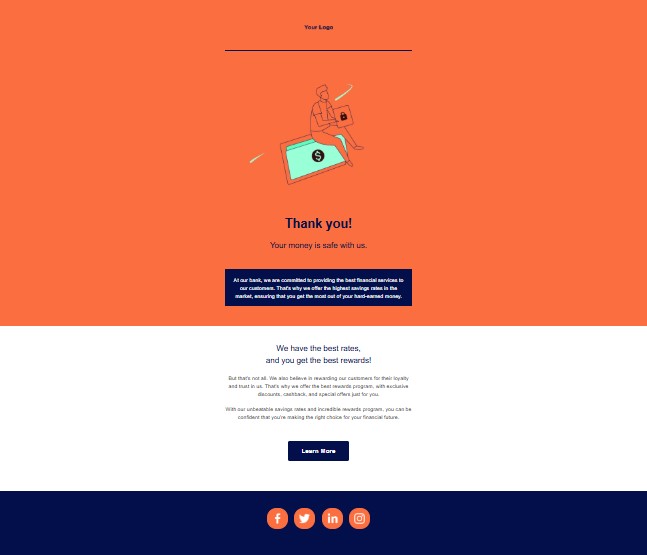 Your Logo
$
Thank you!
Your money is safe with us.
At our bank, we are committed to providing the best financial services to
our customers. That's why we offer the highest savings rates in the
market, ensuring that you get the most out of your hard-earned money.
We have the best rates,
and you get the best rewards!
But that's not all. We also believe in rewarding our customers for their loyalty
and trust in us. That's why we offer the best rewards program, with exclusive
discounts, cashback, and special offers just for you.
With our unbeatable savings rates and incredible rewards program, you can be
confident that you're making the right choice for your financial future.
Learn More